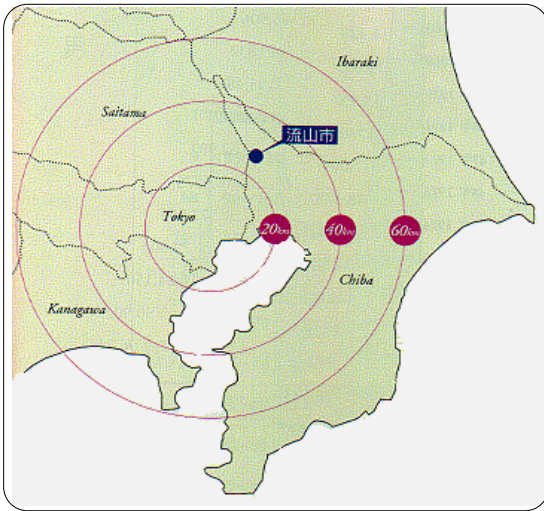 Ibaraki
Saitama
流山市
Tokyo
20km
40km
60km
Chiba
Kanagawa